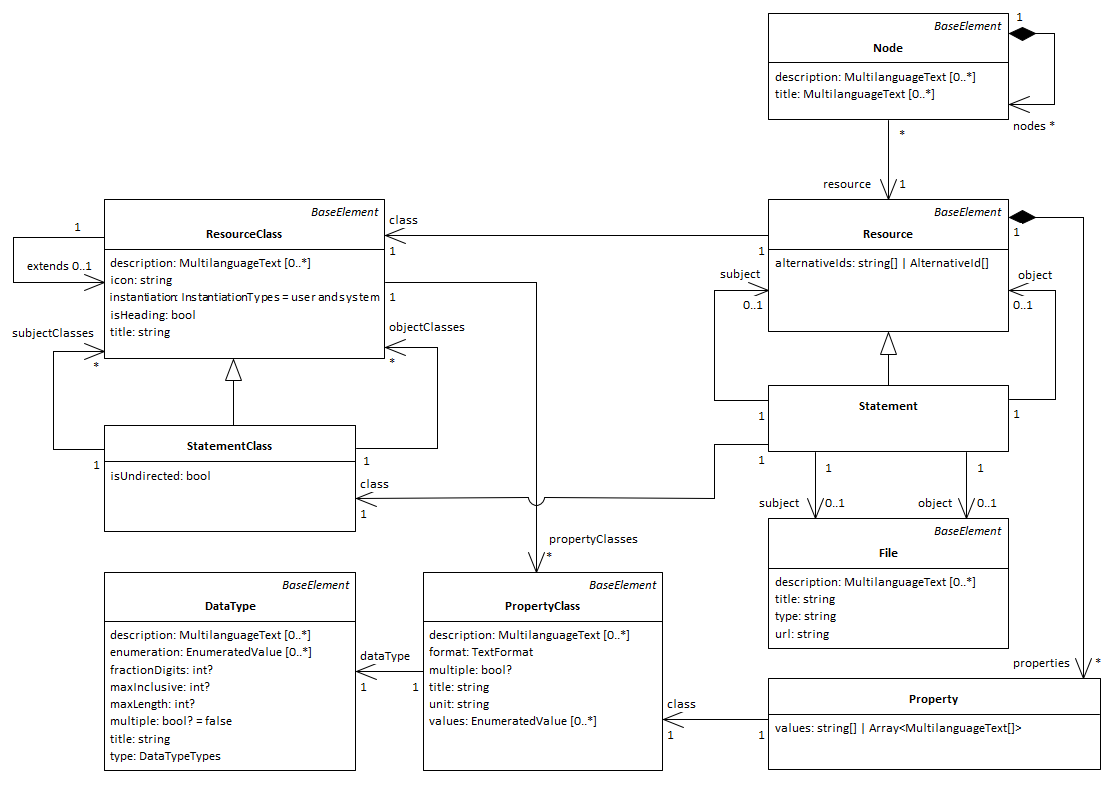 1
BaseElement
Node
description: MultilanguageText [0..*]
title: MultilanguageText [0..*]
nodes *
*
resource
1
BaseElement
ResourceClass
description: MultilanguageText [0..*]
icon: string
instantiation: InstantiationTypes = user and system
isHeading: bool
title: string
1
extends 0..1
class
1
1
1
subjectClasses
*
objectClasses
*
BaseElement
Resource
alternativeIds: string[] | AlternativeId[]
1
subject
0..1
object
0..1
Statement
1
1
1
1
1
StatementClass
isUndirected: bool
1
1
class
1
subject
0..1
object
0..1
BaseElement
File
description: MultilanguageText [0..*]
title: string
type: string
url: string
propertyClasses
*
BaseElement
DataType
description: MultilanguageText [0..*]
enumeration: EnumeratedValue [0..*]
fractionDigits: int?
maxInclusive: int?
maxLength: int?
multiple: bool? = false
title: string
type: DataTypeTypes
dataType
1
1
BaseElement
PropertyClass
description: MultilanguageText [0..*]
format: TextFormat
multiple: bool?
title: string
unit: string
values: EnumeratedValue [0..*]
class
1
1
properties
*
Property
values: string[] | Array<MultilanguageText[]>